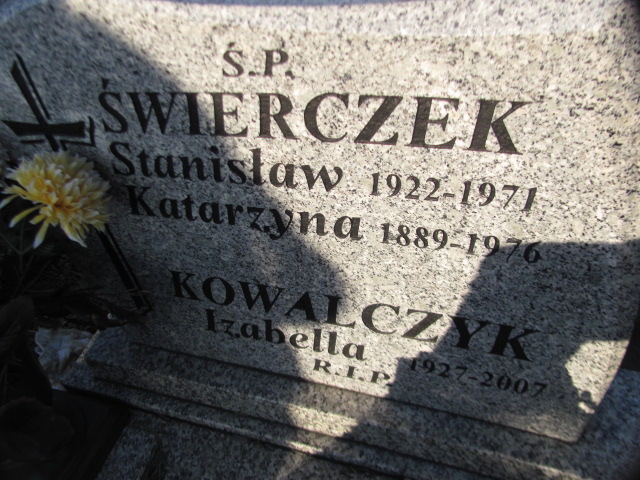 Ś.P.
ŚWIERCZEK
Stanisław 1922-1971
Katarzyna 1889-1976
KOWALCZYK
Izabella 1927-2007
R.I.P.